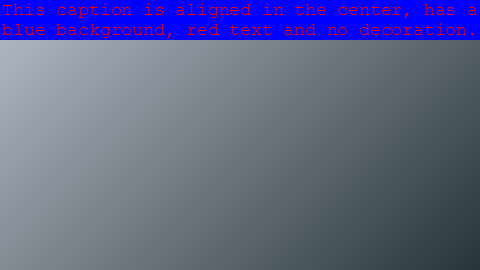 This caption is aligned in the center, has a
blue background, red text and no decoration.